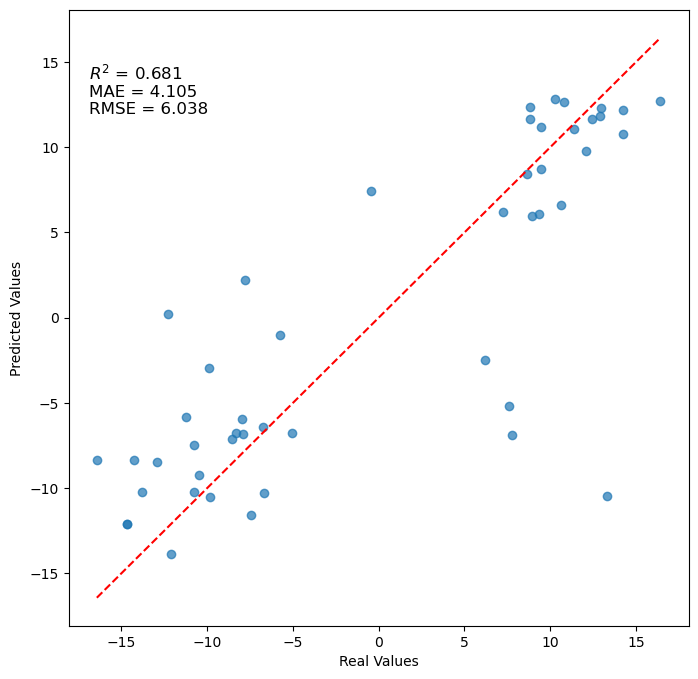 R² = 0.681
MAE = 4.105
RMSE = 6.038
15
10
5
0
−5
−10
−15
Predicted Values
−15 −10 −5 0 5 10 15
Real Values